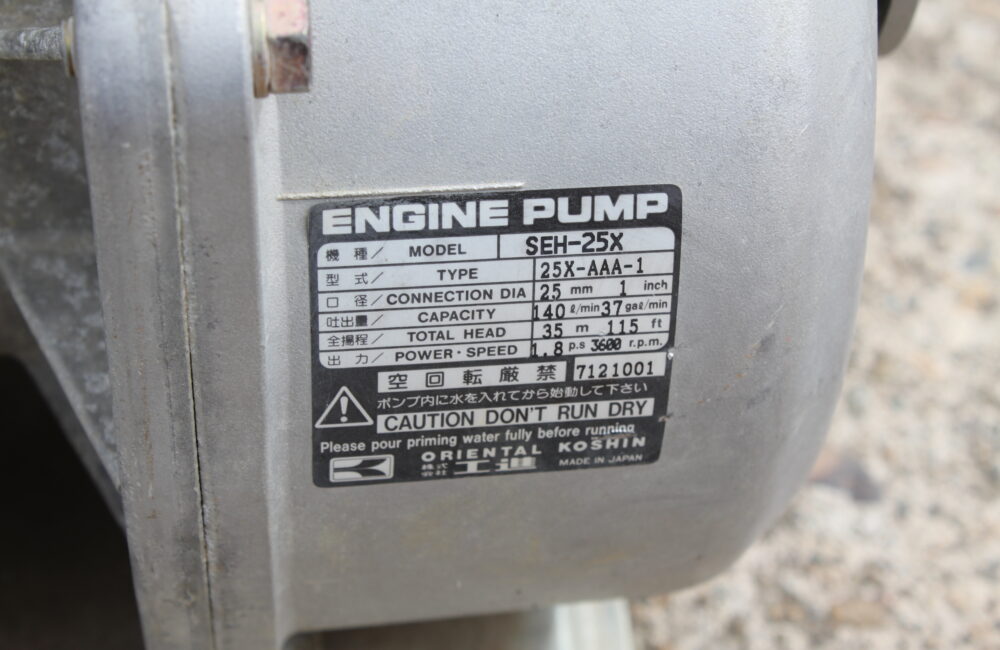 ENGINE PUMP
機種/ MODEL SEH-25X
型式/ TYPE 25X-AAA-1
口径/ CONNECTION DIA 25 mm 1 inch
吐出量/ CAPACITY 140 ℓ/min 37 gaℓ/min
全揚程/ TOTAL HEAD 35 m 115 ft
出力/ POWER・SPEED 1.8 p.s 3600 r.p.m.
空回転厳禁 7121001
ポンプ内に水を入れてから始動して下さい
CAUTION DON'T RUN DRY
Please pour priming water fully before running
ORIENTAL KOSHIN
株式会社 工進 MADE IN JAPAN